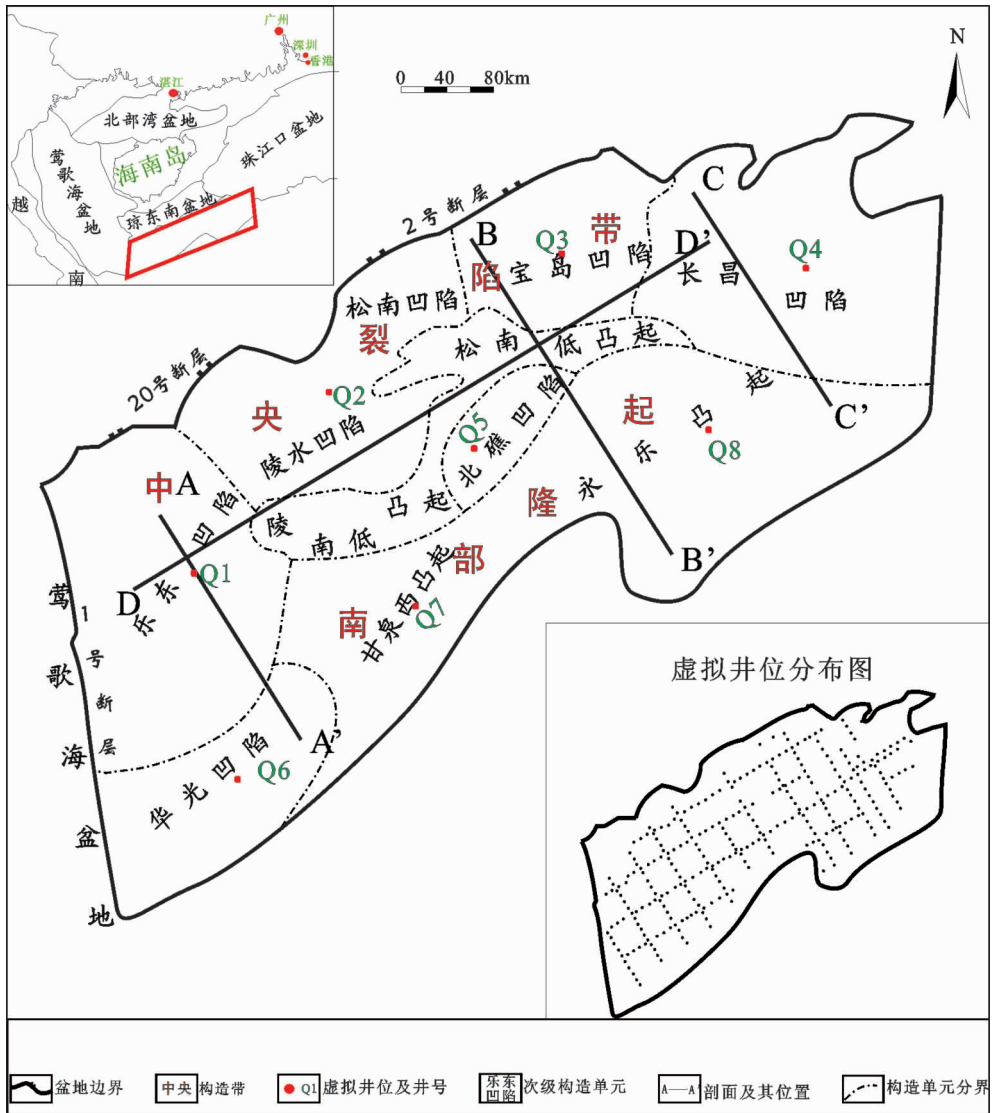 广州
深圳
香港
湛江
北部湾盆地
珠江口盆地
莺歌海盆地
海南岛
琼东南盆地
越南
0 40 80km
N
2号断层
20号断层
1号断层
莺歌海盆地
中央裂陷带
南部隆起
松南凹陷
宝岛凹陷
长昌凹陷
松南低凸起
陵水凹陷
北礁凹陷
陵南低凸起
乐东凹陷
永乐凸起
甘泉西凸起
华光凹陷
A
A'
B
B'
C
C'
D
D'
Q1
Q2
Q3
Q4
Q5
Q6
Q7
Q8
虚拟井位分布图
盆地边界
中央 构造带
Q1 虚拟井位及井号
乐东凹陷 次级构造单元
A—A' 剖面及其位置
构造单元分界